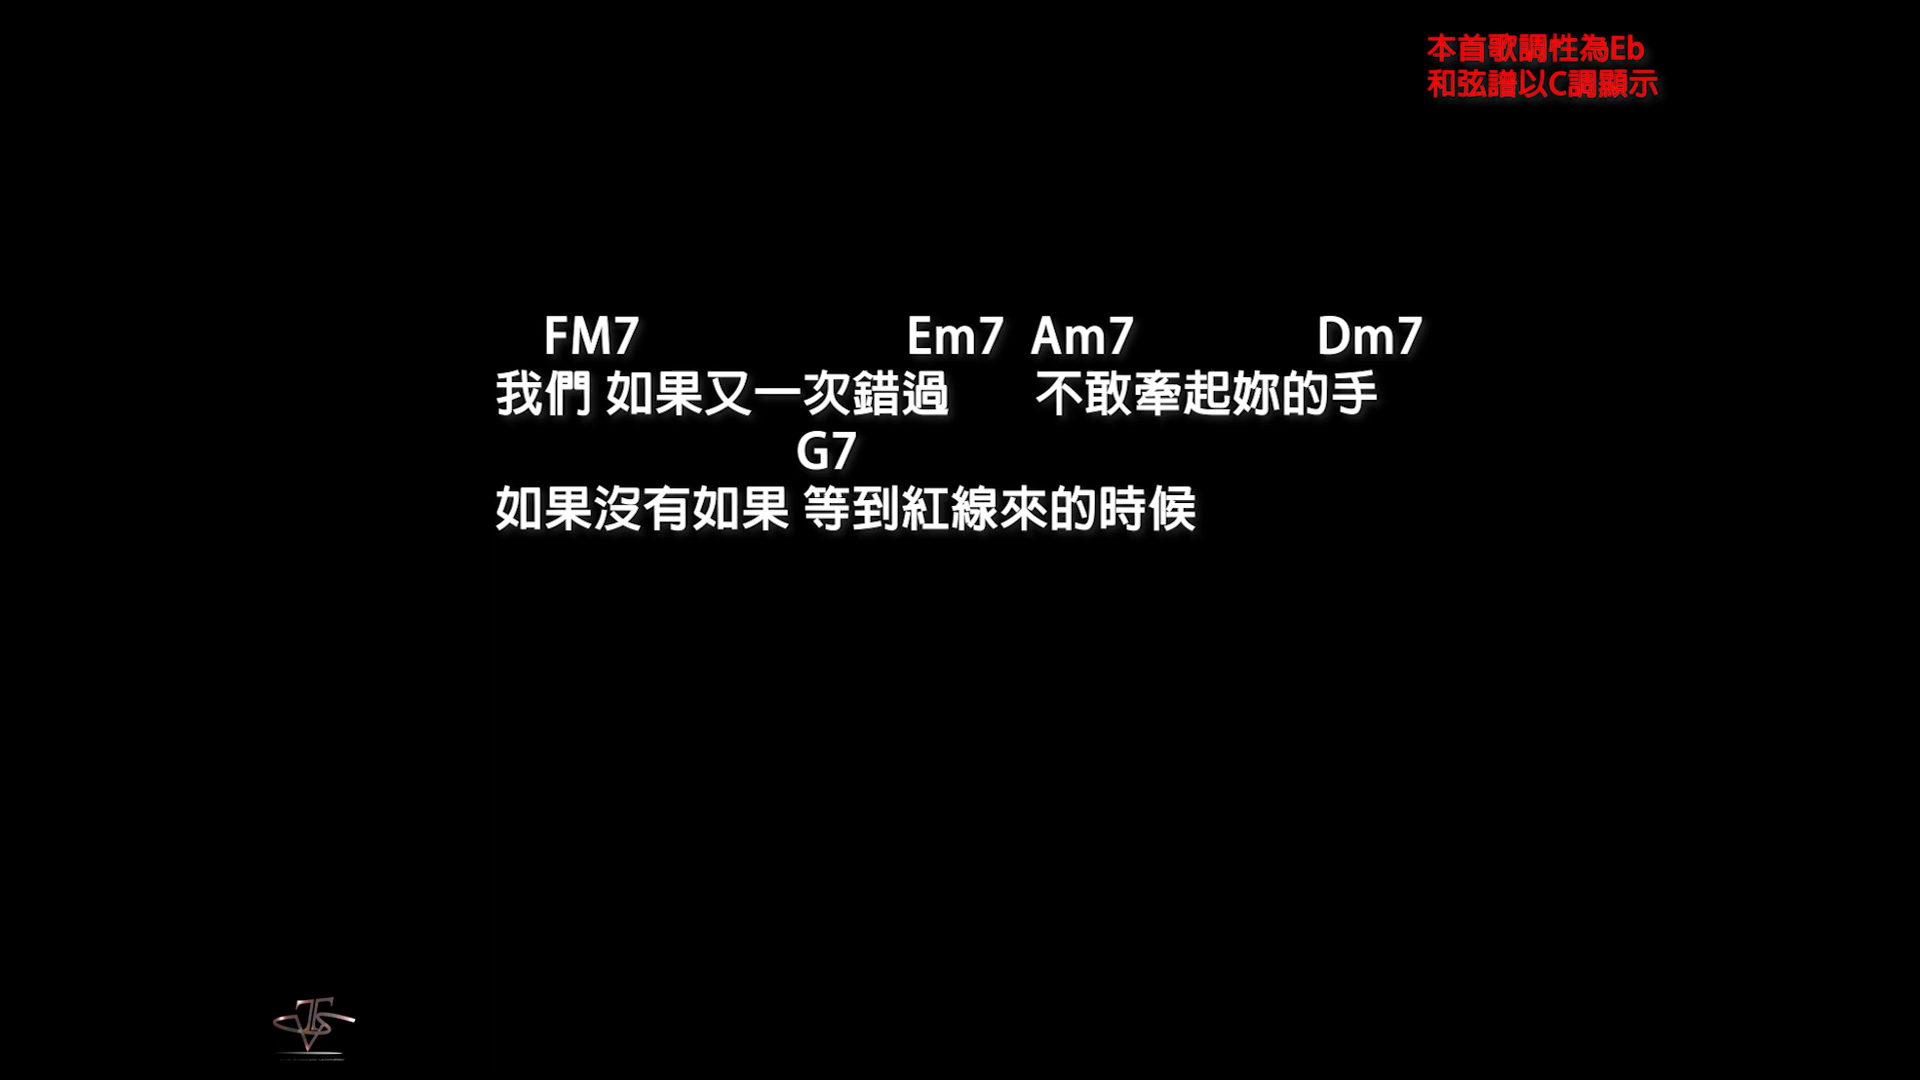 本首歌調性為Eb
和弦譜以C調顯示
FM7 Em7 Am7 Dm7
我們 如果又一次錯過 不敢牽起妳的手
G7
如果沒有如果 等到紅線來的時候